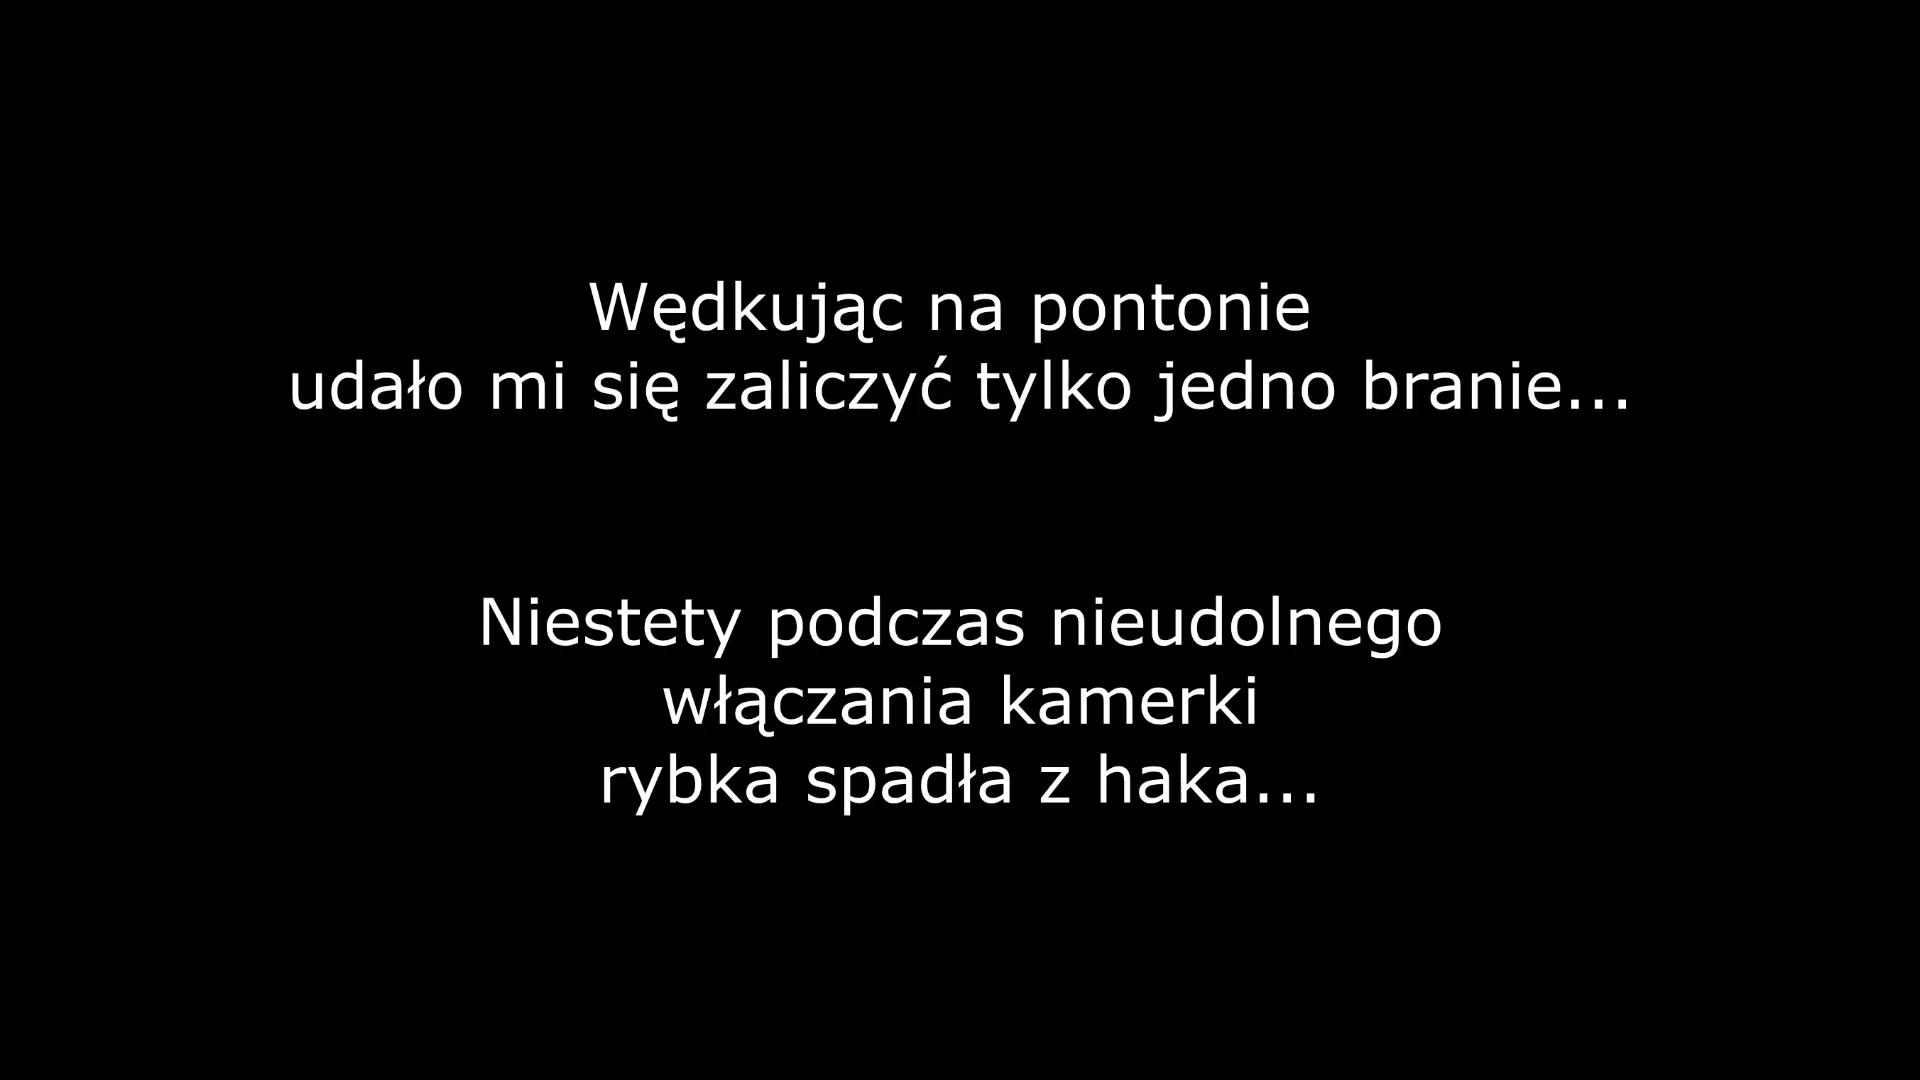 Wędkując na pontonie
udało mi się zaliczyć tylko jedno branie...
Niestety podczas nieudolnego
włączania kamerki
rybka spadła z haka...